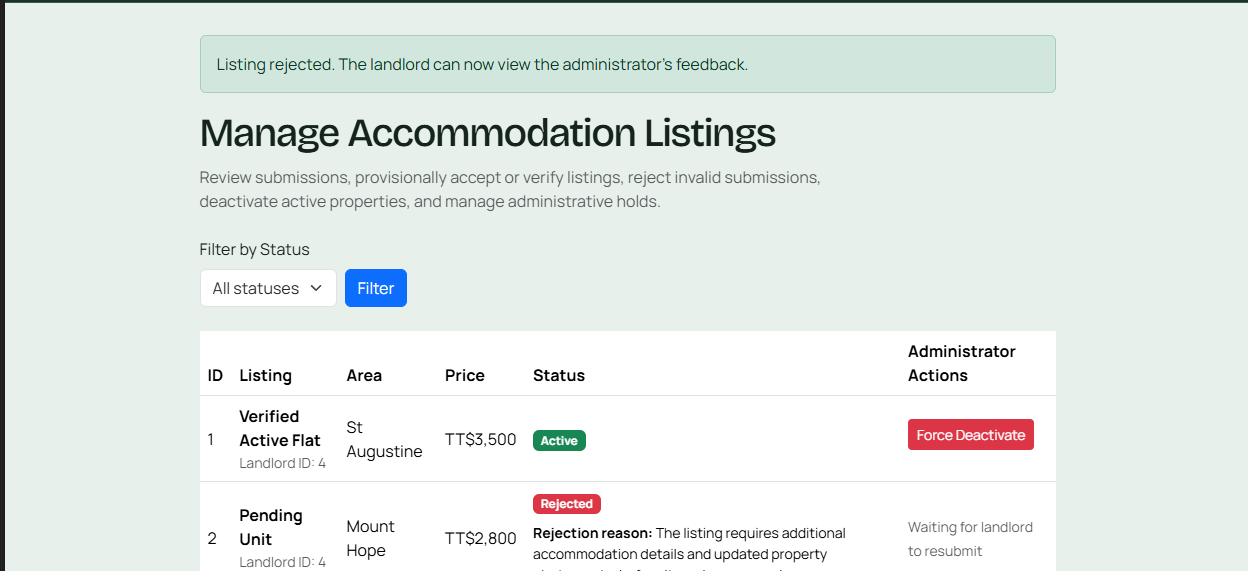 Listing rejected. The landlord can now view the administrator's feedback.
Manage Accommodation Listings
Review submissions, provisionally accept or verify listings, reject invalid submissions,
deactivate active properties, and manage administrative holds.
Filter by Status
All statuses
Filter
ID Listing Area Price Status Administrator Actions
1 Verified Active Flat Landlord ID: 4 St Augustine TT$3,500 Active Force Deactivate
2 Pending Unit Landlord ID: 4 Mount Hope TT$2,800 Rejected
Rejection reason: The listing requires additional
accommodation details and updated property
Waiting for landlord
to resubmit